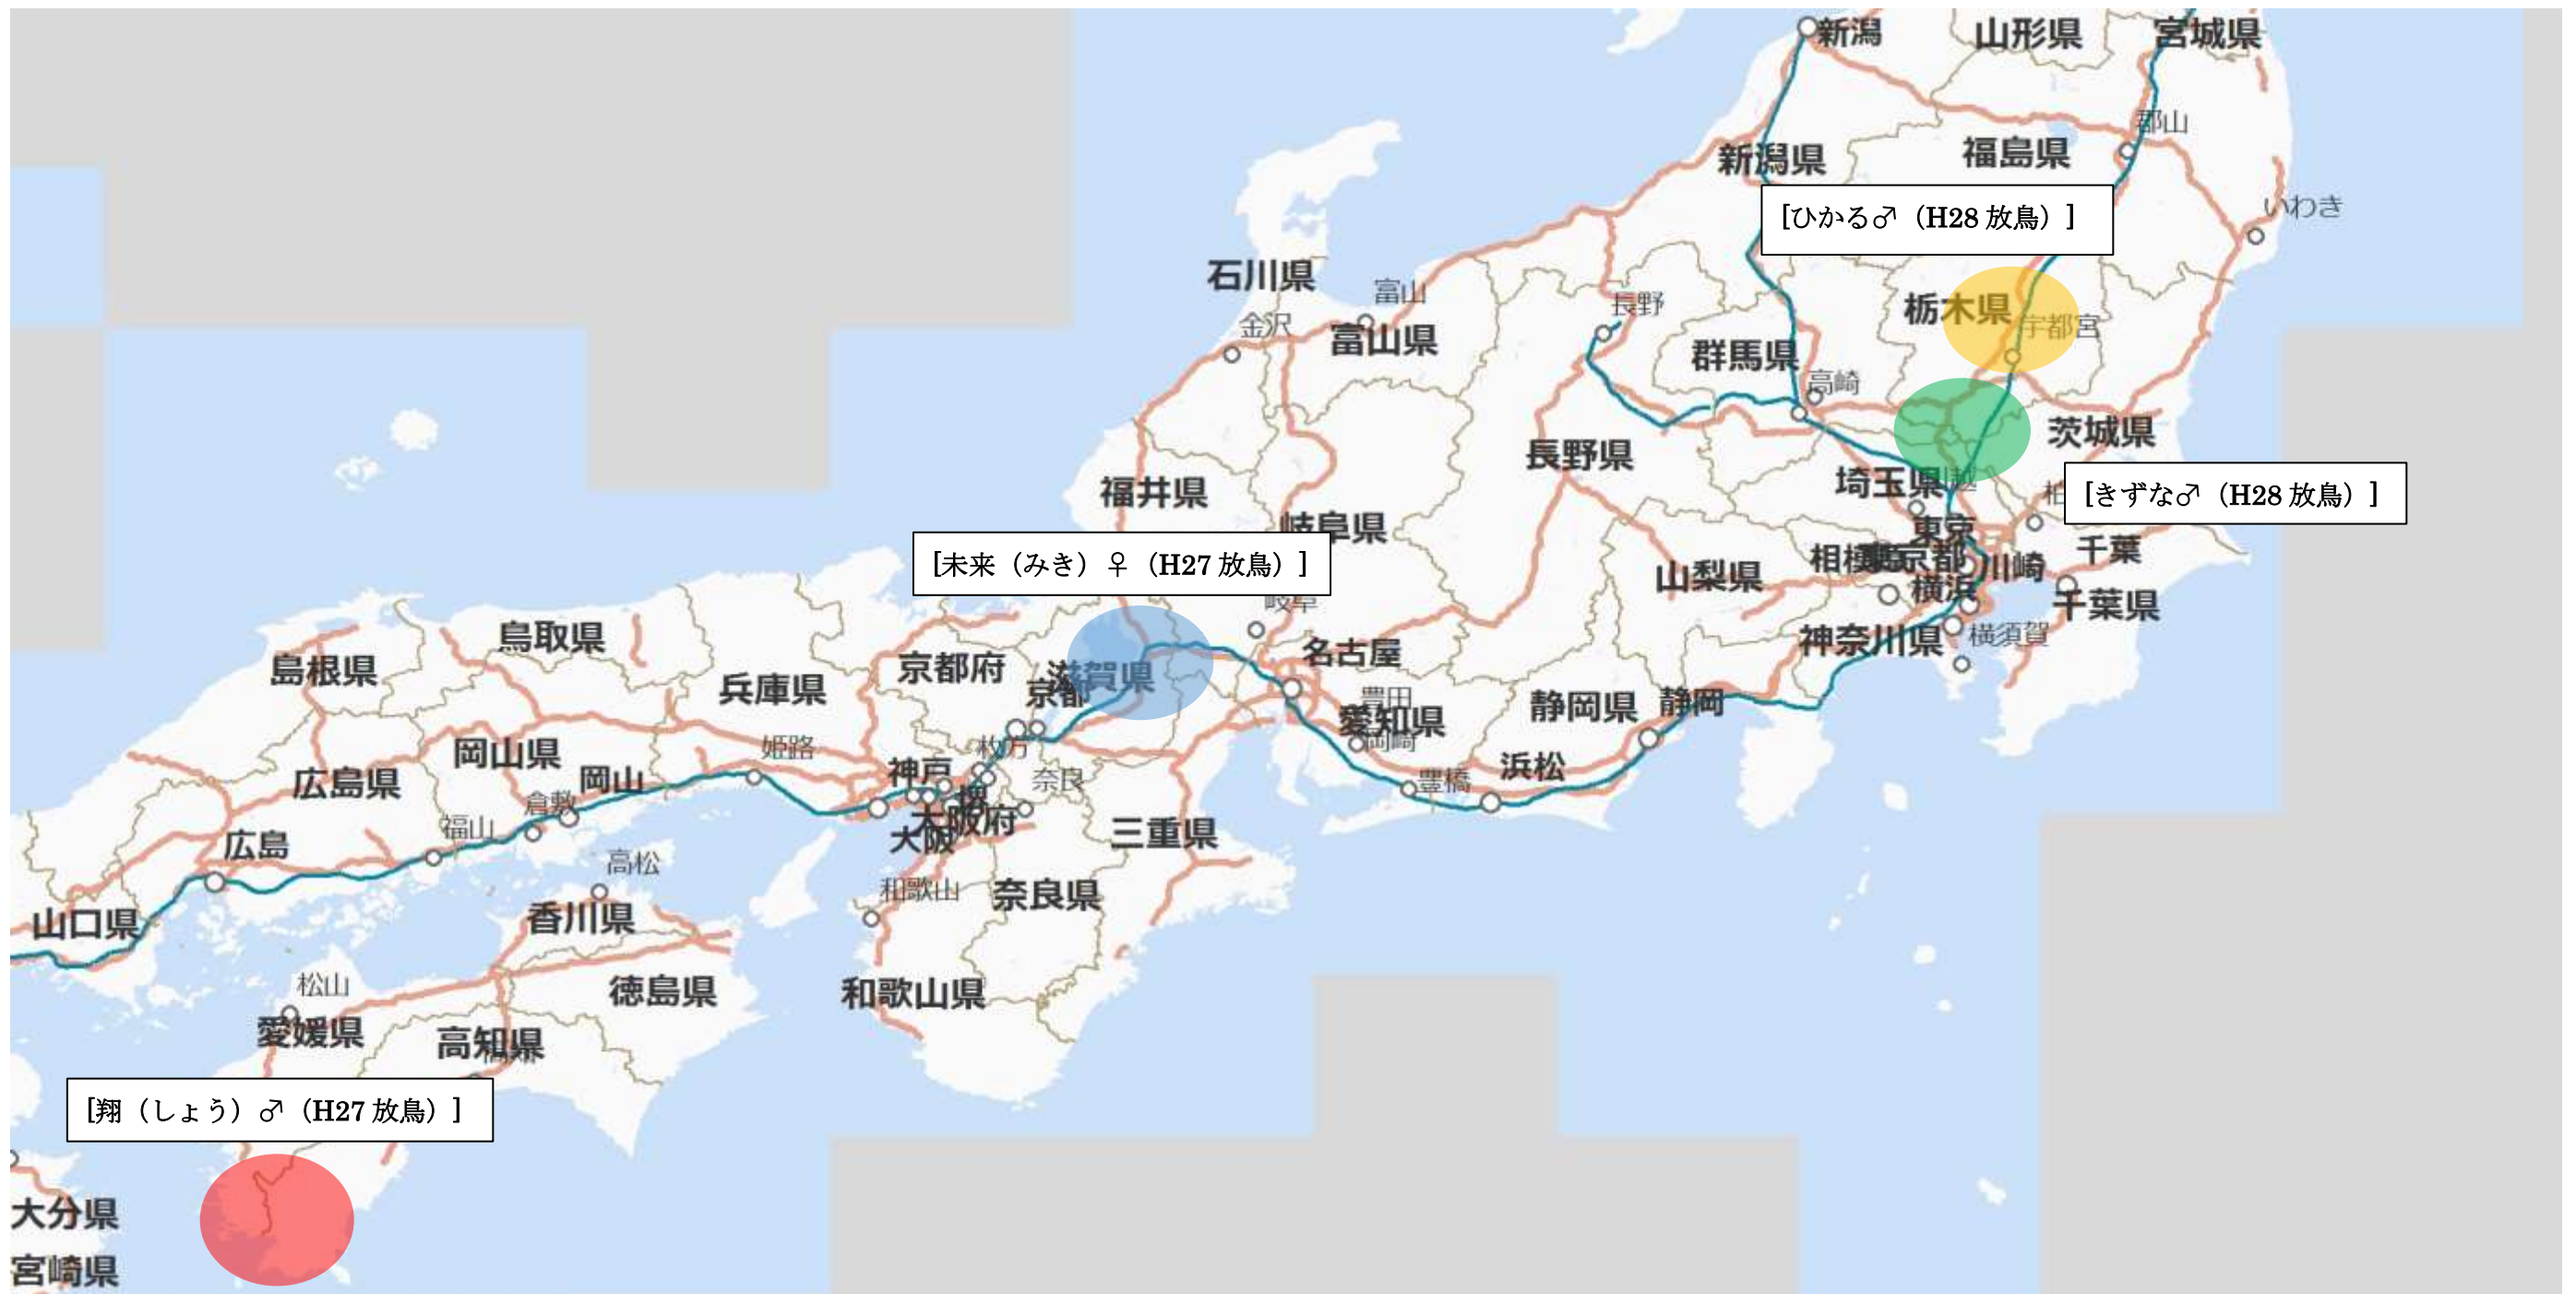 新潟
山形県
宮城県
郡山
新潟県
福島県
いわき
[ひかる♂（H28 放鳥）]
石川県
富山
長野
栃木県
宇都宮
金沢
富山県
群馬県
高崎
茨城県
長野県
埼玉県
福井県
[きずな♂（H28 放鳥）]
岐阜県
東京
千葉
[未来（みき）♀（H27 放鳥）]
東京都
川崎
山梨県
横浜
千葉県
岐阜
神奈川県
横須賀
鳥取県
島根県
京都府
滋賀県
名古屋
兵庫県
京都
豊田
静岡県
静岡
愛知県
岡崎
岡山県
姫路
枚方
浜松
広島県
岡山
神戸
奈良
豊橋
倉敷
堺
福山
大阪府
広島
大阪
三重県
高松
和歌山
奈良県
香川県
山口県
松山
徳島県
和歌山県
愛媛県
高知県
[翔（しょう）♂（H27 放鳥）]
大分県
宮崎県